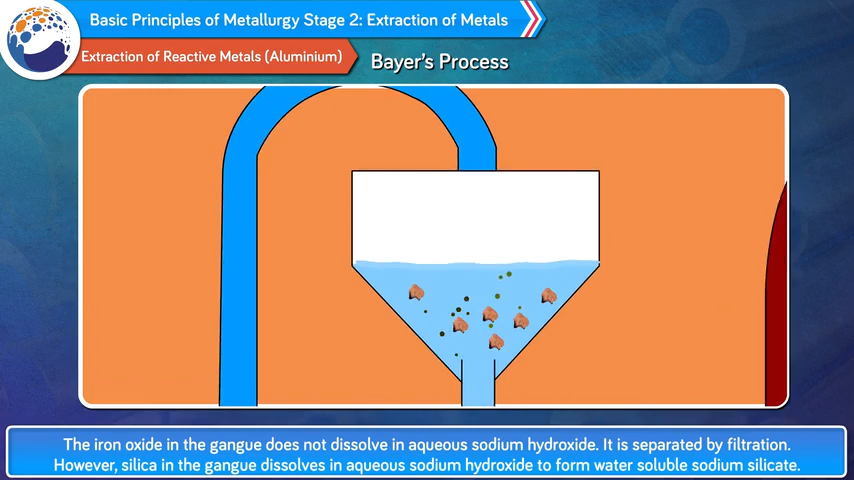 Basic Principles of Metallurgy Stage 2: Extraction of Metals
Extraction of Reactive Metals (Aluminium)
Bayer's Process
The iron oxide in the gangue does not dissolve in aqueous sodium hydroxide. It is separated by filtration.
However, silica in the gangue dissolves in aqueous sodium hydroxide to form water soluble sodium silicate.